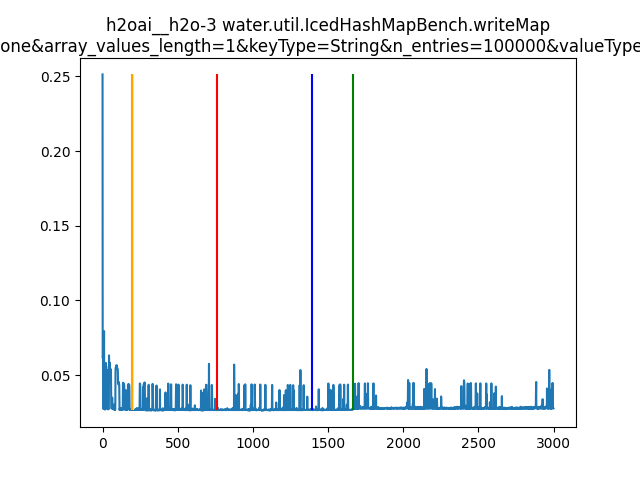 h2oai__h2o-3 water.util.IcedHashMapBench.writeMap
one&array_values_length=1&keyType=String&n_entries=100000&valueType
0.25
0.20
0.15
0.10
0.05
0 500 1000 1500 2000 2500 3000